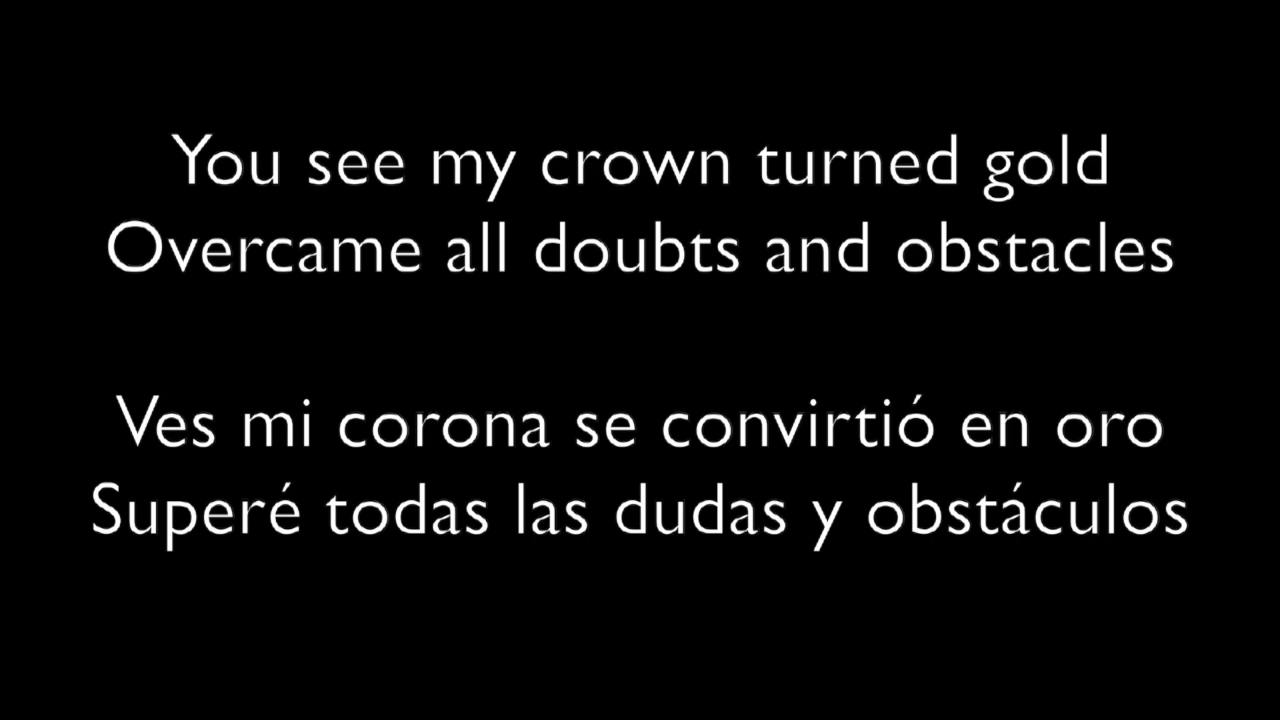 You see my crown turned gold
Overcame all doubts and obstacles
Ves mi corona se convirtió en oro
Superé todas las dudas y obstáculos